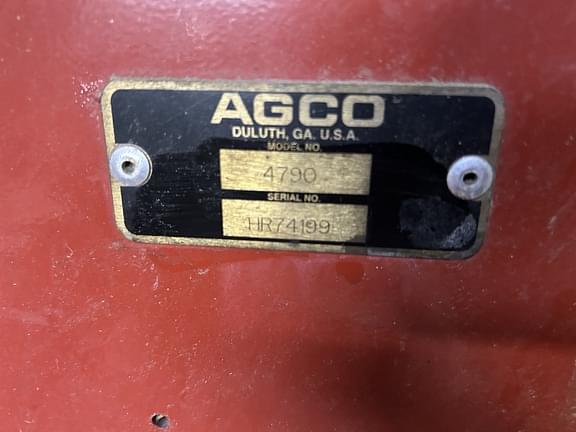 AGCO
DULUTH, GA. U.S.A.
MODEL NO.
4790
SERIAL NO.
HR74199